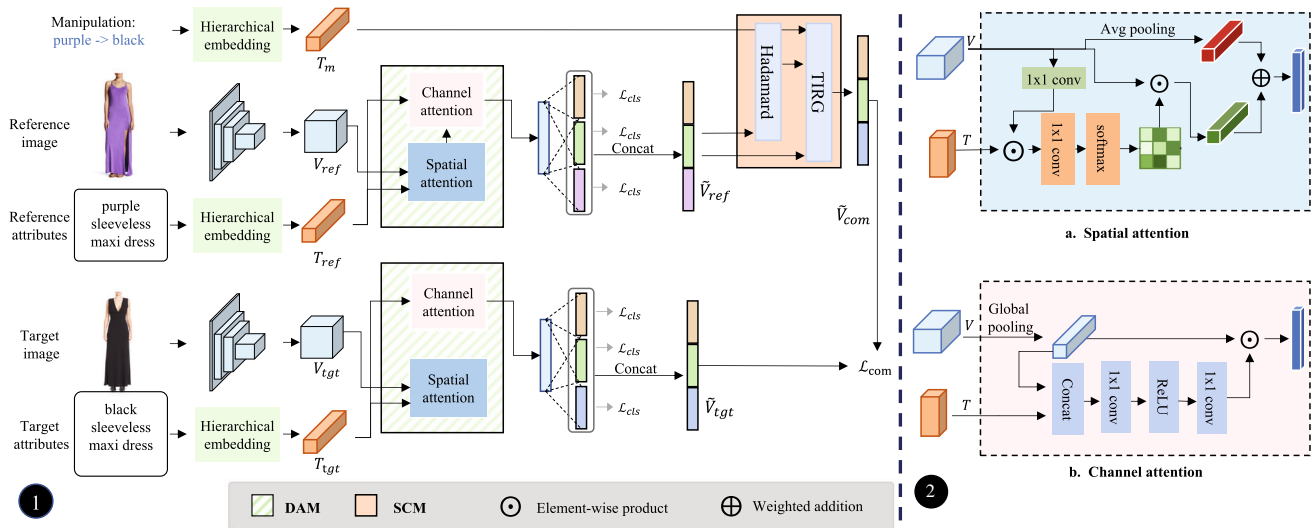 Manipulation:
purple -> black
Hierarchical
embedding
T_m
Reference
image
V_ref
Channel
attention
Spatial
attention
ℒ_cls
ℒ_cls
Concat
ℒ_cls
Ṽ_ref
Hadamard
TIRG
Ṽ_com
Reference
attributes
purple
sleeveless
maxi dress
Hierarchical
embedding
T_ref
Target
image
V_tgt
Channel
attention
Spatial
attention
ℒ_cls
ℒ_cls
Concat
ℒ_cls
Ṽ_tgt
ℒ_com
Target
attributes
black
sleeveless
maxi dress
Hierarchical
embedding
T_tgt
1
DAM
SCM
Element-wise
product
Weighted addition
2
V
Avg pooling
1x1 conv
T
1x1 conv
softmax
a. Spatial attention
V
Global
pooling
T
Concat
1x1 conv
ReLU
1x1 conv
b. Channel attention